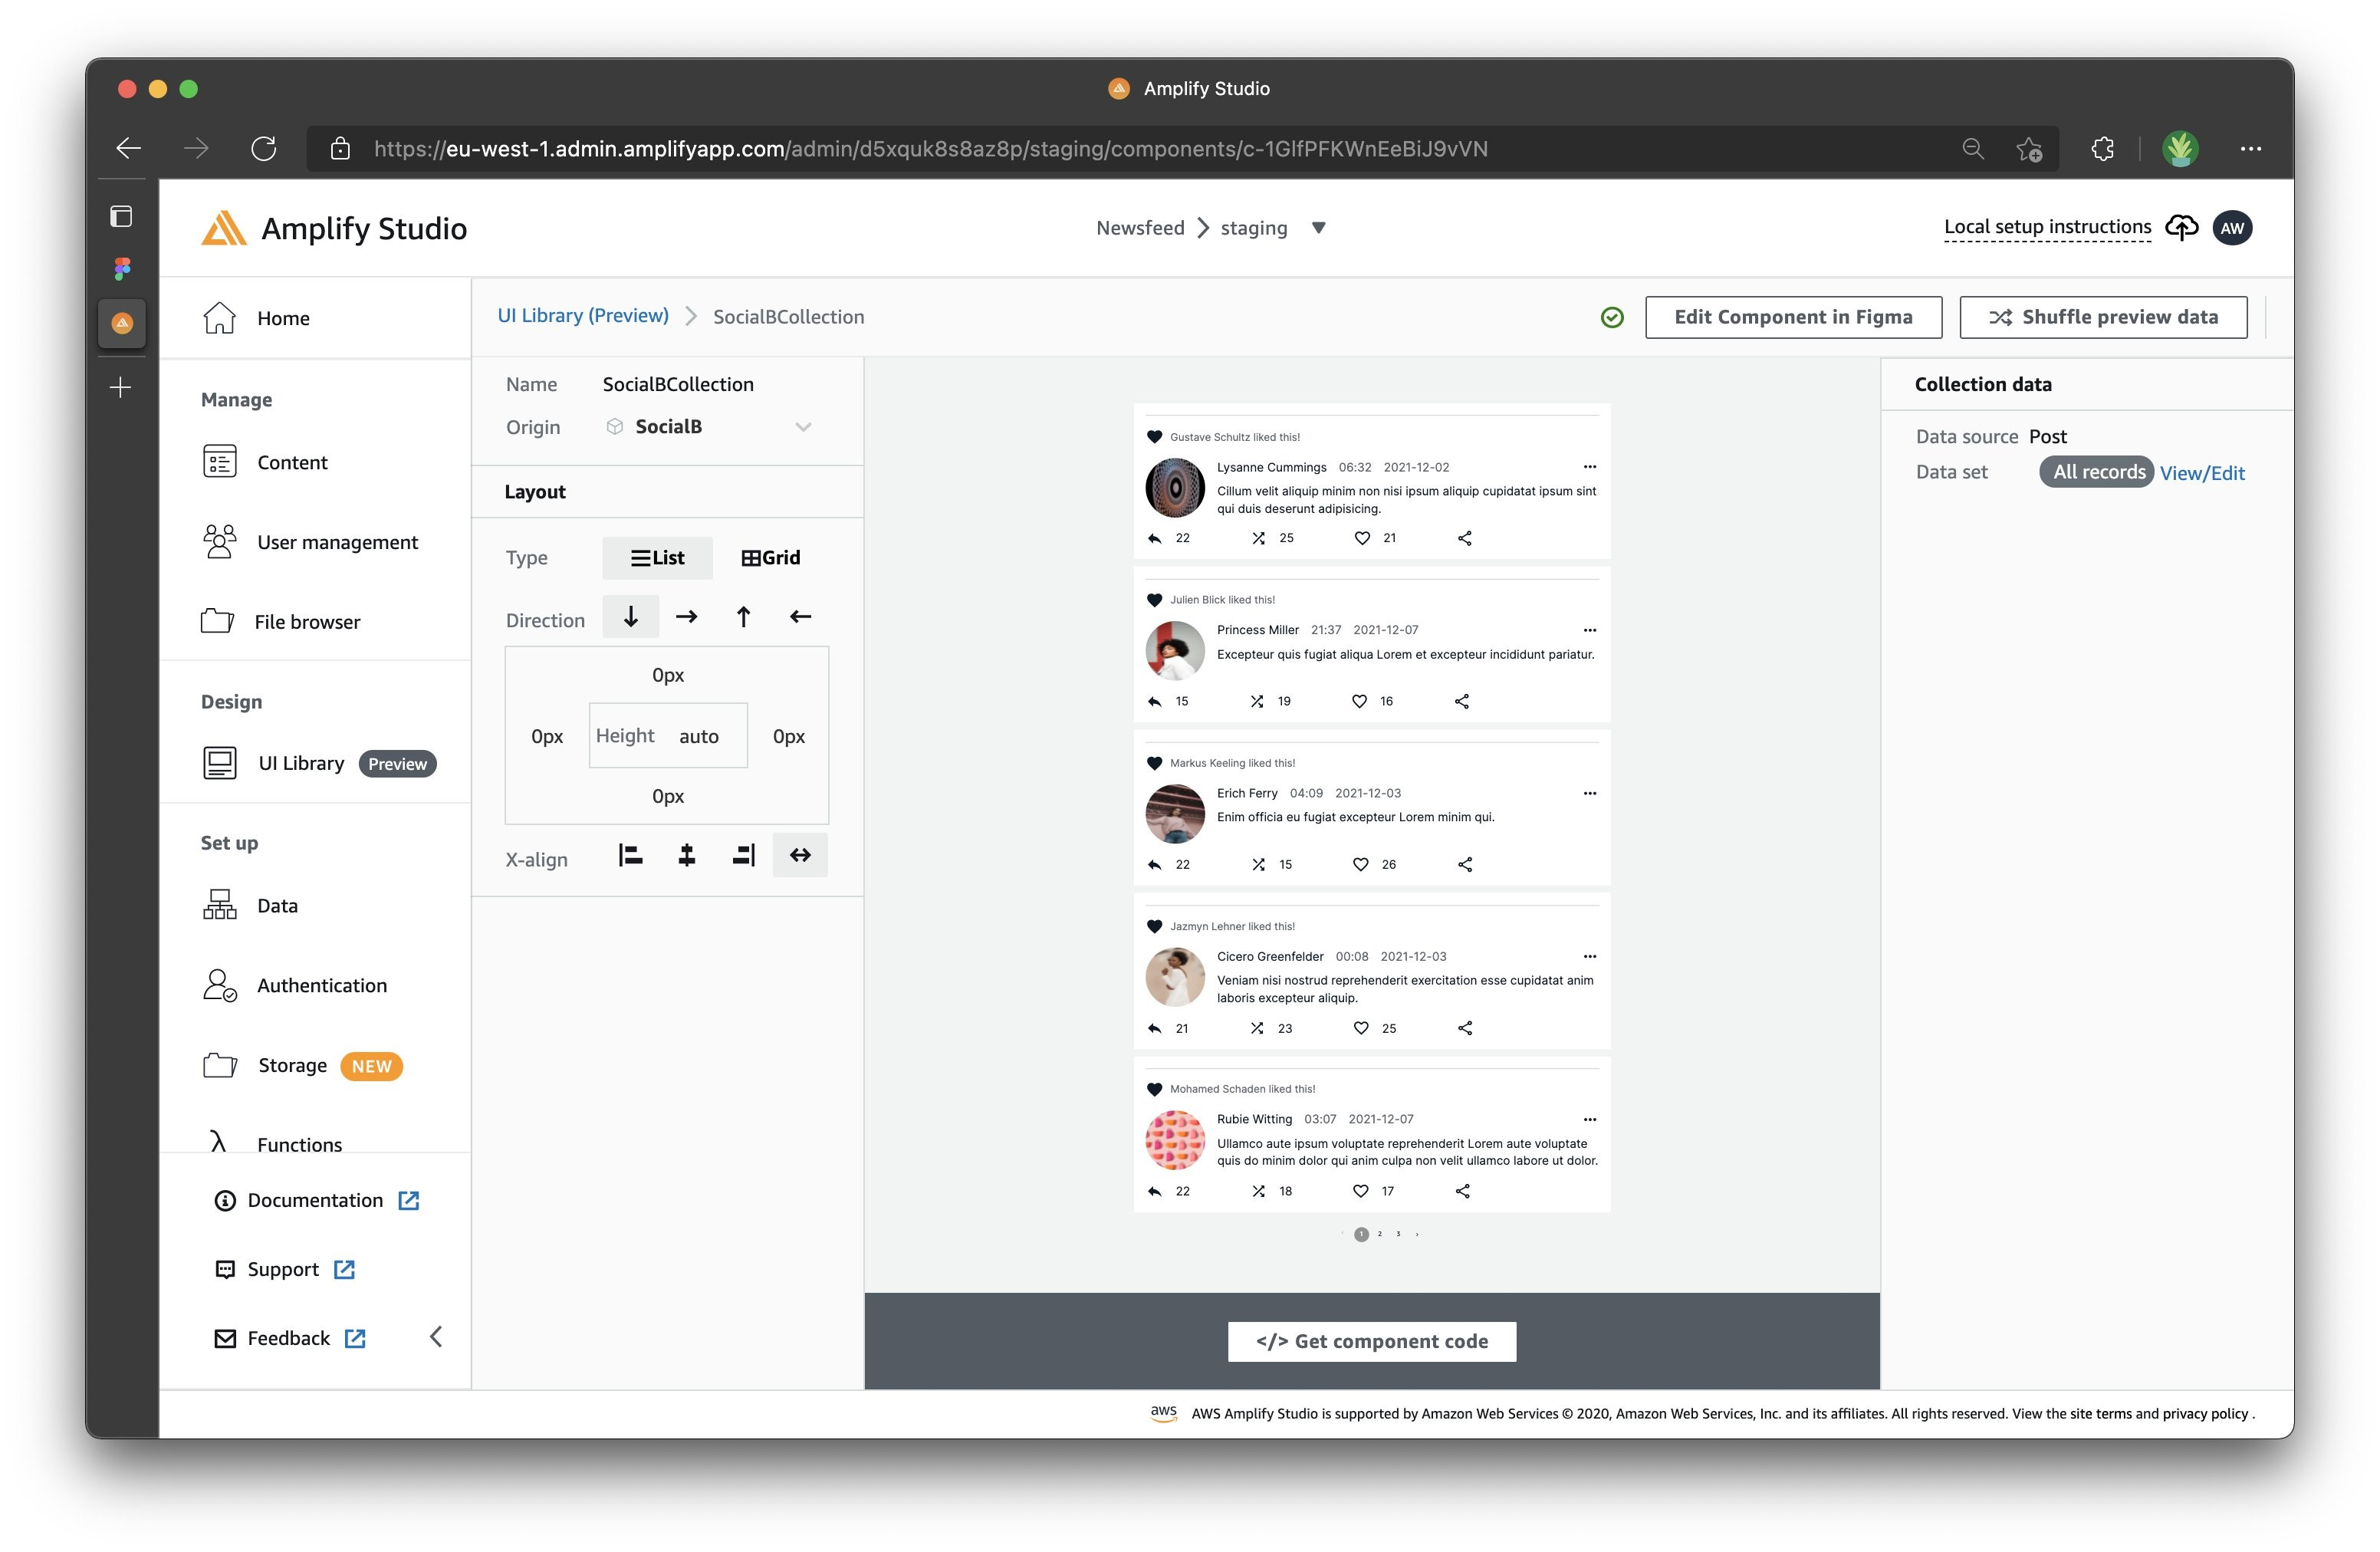 Amplify Studio
https://eu-west-1.admin.amplifyapp.com/admin/d5xquk8s8az8p/staging/components/c-1GlfPFKWnEeBiJ9vVN
Amplify Studio
Newsfeed
staging
Local setup instructions
AW
Home
Manage
Content
User management
File browser
Design
UI Library Preview
Set up
Data
Authentication
Storage NEW
Functions
Documentation
Support
Feedback
UI Library (Preview)
SocialBCollection
Edit Component in Figma
Shuffle preview data
Name SocialBCollection
Origin SocialB
Layout
Type List Grid
Direction
0px
0px Height auto 0px
0px
X-align
Gustave Schultz liked this!
Lysanne Cummings 06:32 2021-12-02
Cillum velit aliquip minim non nisi ipsum aliquip cupidatat ipsum sint
qui duis deserunt adipisicing.
22 25 21
Julien Blick liked this!
Princess Miller 21:37 2021-12-07
Excepteur quis fugiat aliqua Lorem et excepteur incididunt pariatur.
15 19 16
Markus Keeling liked this!
Erich Ferry 04:09 2021-12-03
Enim officia eu fugiat excepteur Lorem minim qui.
22 15 26
Jazmyn Lehner liked this!
Cicero Greenfelder 00:08 2021-12-03
Veniam nisi nostrud reprehenderit exercitation esse cupidatat anim
laboris excepteur aliquip.
21 23 25
Mohamed Schaden liked this!
Rubie Witting 03:07 2021-12-07
Ullamco aute ipsum voluptate reprehenderit Lorem aute voluptate
quis do minim dolor qui anim culpa non velit ullamco labore ut dolor.
22 18 17
1 2 3
</> Get component code
Collection data
Data source Post
Data set All records View/Edit
aws AWS Amplify Studio is supported by Amazon Web Services © 2020, Amazon Web Services, Inc. and its affiliates. All rights reserved. View the site terms and privacy policy .